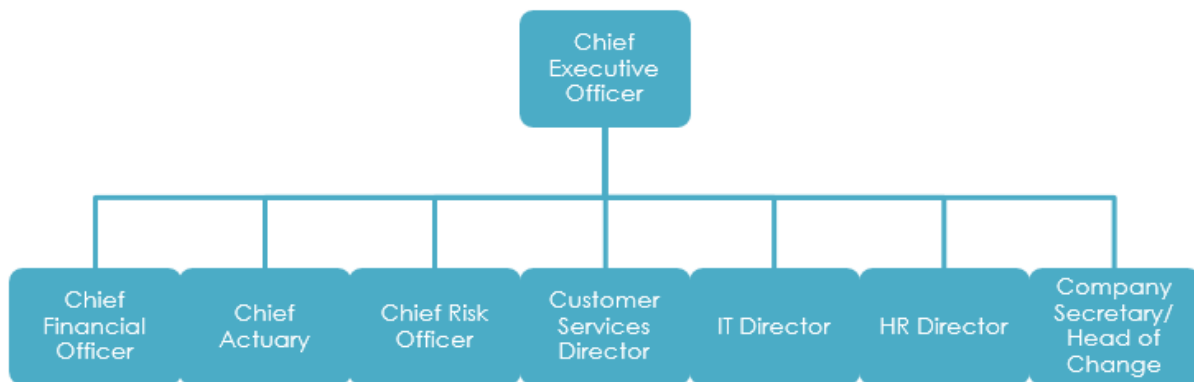 Chief
Executive
Officer
Chief
Financial
Officer
Chief
Actuary
Chief Risk
Officer
Customer
Services
Director
IT Director
HR Director
Company
Secretary/
Head of
Change